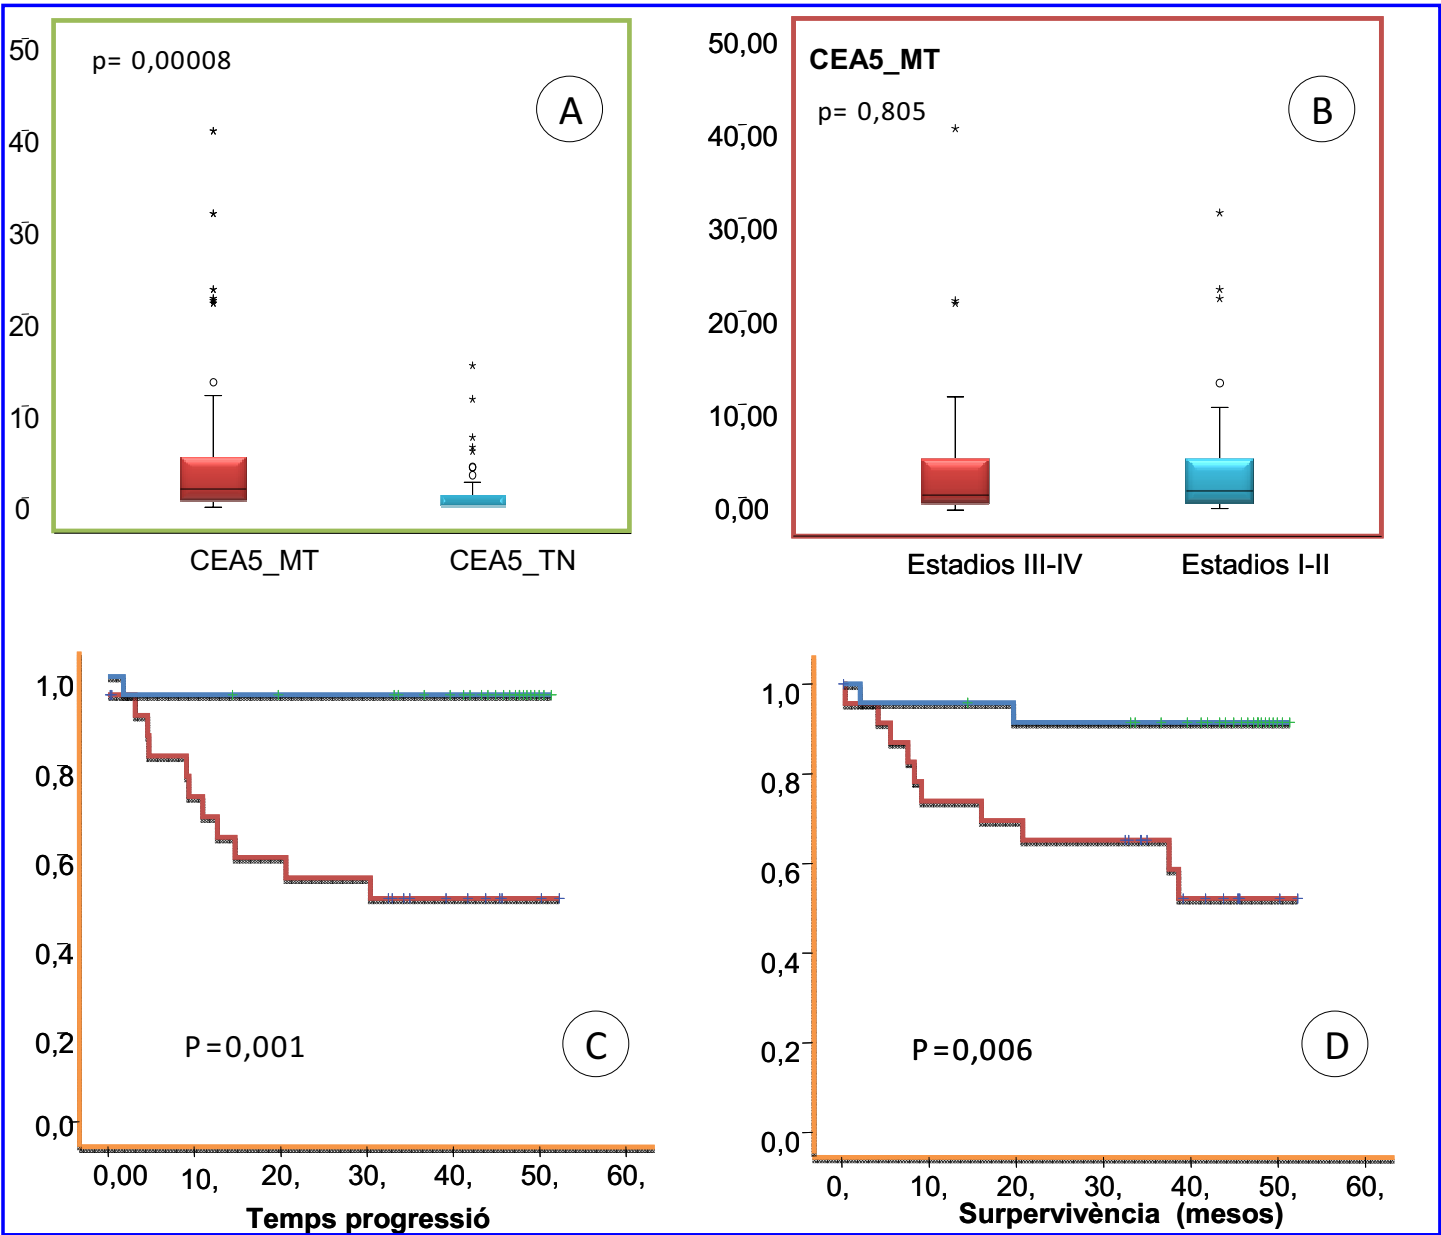 p= 0,00008
A
50
40
30
20
10
0
CEA5_MT
CEA5_TN
CEA5_MT
p= 0,805
B
50,00
40,00
30,00
20,00
10,00
0,00
Estadios III-IV
Estadios I-II
1,0
0,8
0,6
0,4
0,2
0,0
P=0,001
C
0,00 10, 20, 30, 40, 50, 60,
Temps progressió
1,0
0,8
0,6
0,4
0,2
0,0
P=0,006
D
0, 10, 20, 30, 40, 50, 60,
Surpervivència (mesos)